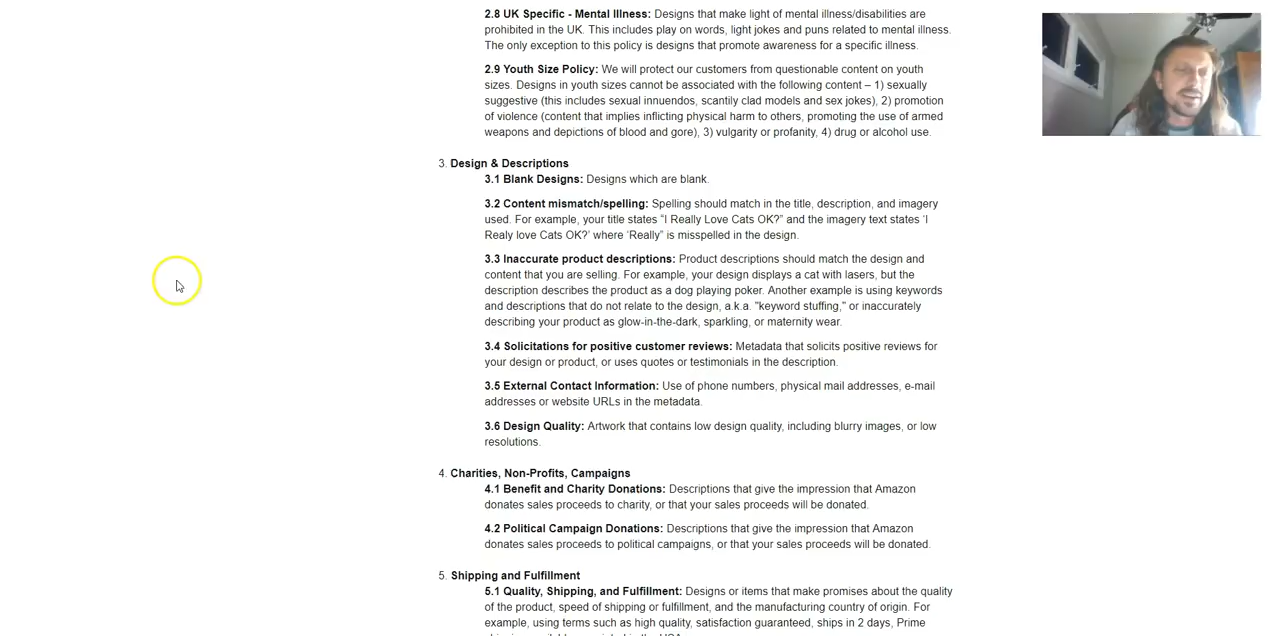 2.8 UK Specific - Mental Illness: Designs that make light of mental illness/disabilities are
prohibited in the UK. This includes play on words, light jokes and puns related to mental illness.
The only exception to this policy is designs that promote awareness for a specific illness.
2.9 Youth Size Policy: We will protect our customers from questionable content on youth
sizes. Designs in youth sizes cannot be associated with the following content – 1) sexually
suggestive (this includes sexual innuendos, scantily clad models and sex jokes), 2) promotion
of violence (content that implies inflicting physical harm to others, promoting the use of armed
weapons and depictions of blood and gore), 3) vulgarity or profanity, 4) drug or alcohol use.
3. Design & Descriptions
3.1 Blank Designs: Designs which are blank.
3.2 Content mismatch/spelling: Spelling should match in the title, description, and imagery
used. For example, your title states “I Really Love Cats OK?” and the imagery text states ‘I
Realy love Cats OK?’ where ‘Really” is misspelled in the design.
3.3 Inaccurate product descriptions: Product descriptions should match the design and
content that you are selling. For example, your design displays a cat with lasers, but the
description describes the product as a dog playing poker. Another example is using keywords
and descriptions that do not relate to the design, a.k.a. "keyword stuffing," or inaccurately
describing your product as glow-in-the-dark, sparkling, or maternity wear.
3.4 Solicitations for positive customer reviews: Metadata that solicits positive reviews for
your design or product, or uses quotes or testimonials in the description.
3.5 External Contact Information: Use of phone numbers, physical mail addresses, e-mail
addresses or website URLs in the metadata.
3.6 Design Quality: Artwork that contains low design quality, including blurry images, or low
resolutions.
4. Charities, Non-Profits, Campaigns
4.1 Benefit and Charity Donations: Descriptions that give the impression that Amazon
donates sales proceeds to charity, or that your sales proceeds will be donated.
4.2 Political Campaign Donations: Descriptions that give the impression that Amazon
donates sales proceeds to political campaigns, or that your sales proceeds will be donated.
5. Shipping and Fulfillment
5.1 Quality, Shipping, and Fulfillment: Designs or items that make promises about the quality
of the product, speed of shipping or fulfillment, and the manufacturing country of origin. For
example, using terms such as high quality, satisfaction guaranteed, ships in 2 days, Prime